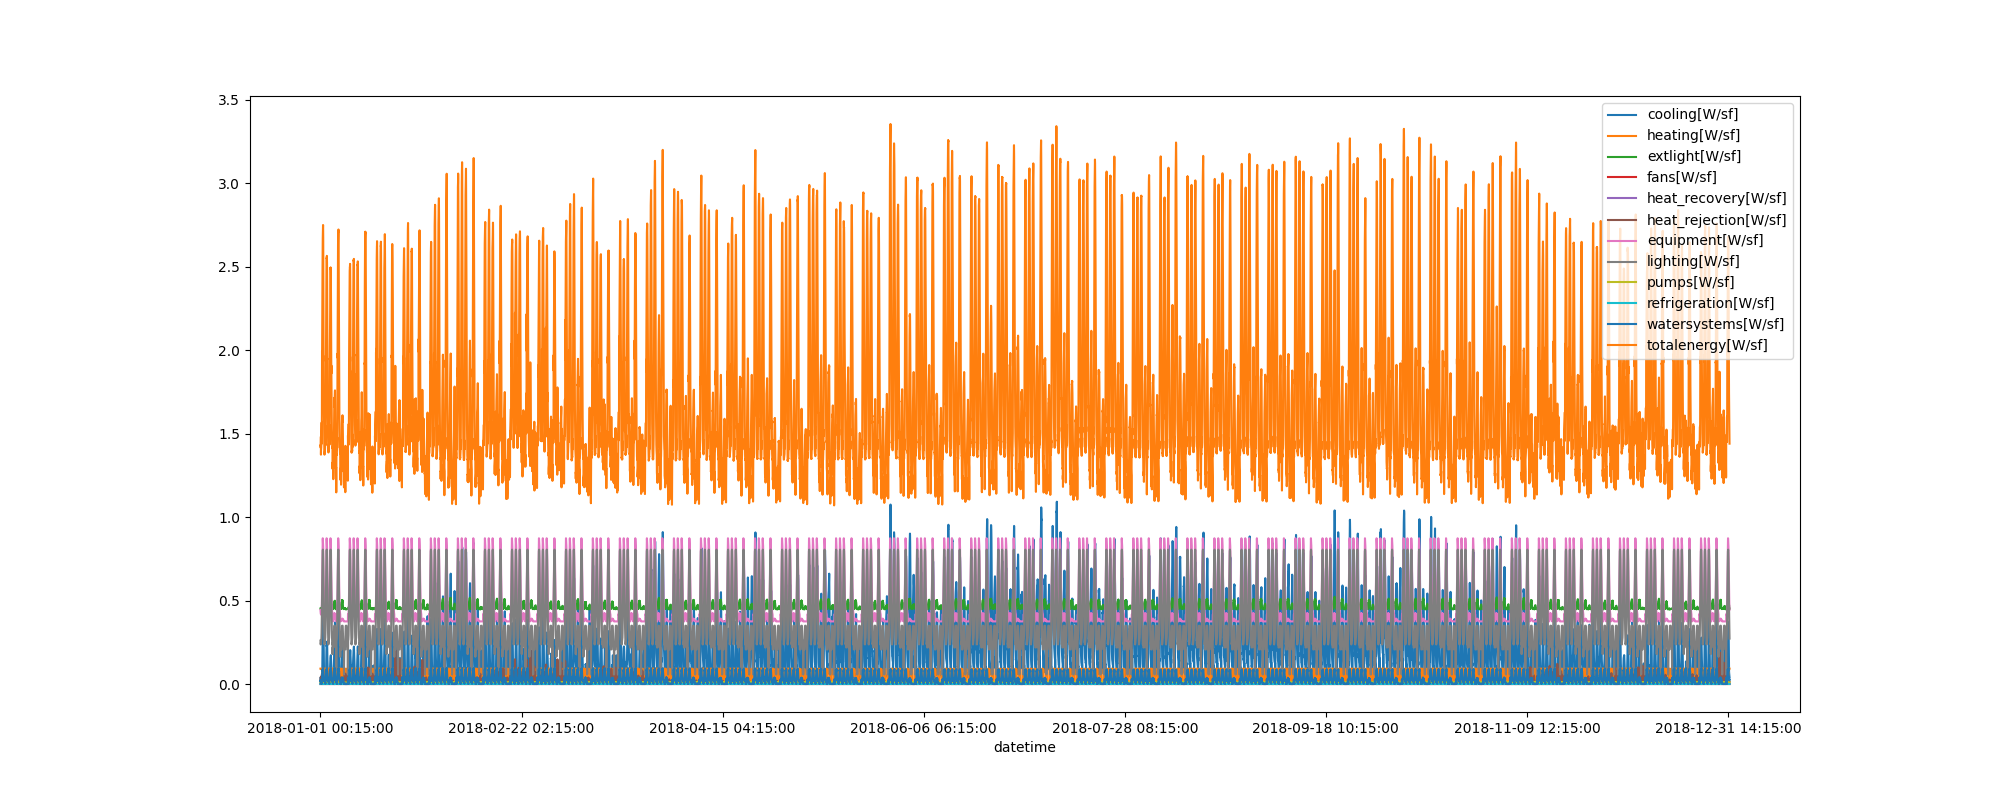 3.5
3.0
2.5
2.0
1.5
1.0
0.5
0.0
cooling[W/sf]
heating[W/sf]
extlight[W/sf]
fans[W/sf]
heat_recovery[W/sf]
heat_rejection[W/sf]
equipment[W/sf]
lighting[W/sf]
pumps[W/sf]
refrigeration[W/sf]
watersystems[W/sf]
totalenergy[W/sf]
2018-01-01 00:15:00 2018-02-22 02:15:00 2018-04-15 04:15:00 2018-06-06 06:15:00 2018-07-28 08:15:00 2018-09-18 10:15:00 2018-11-09 12:15:00 2018-12-31 14:15:00
datetime